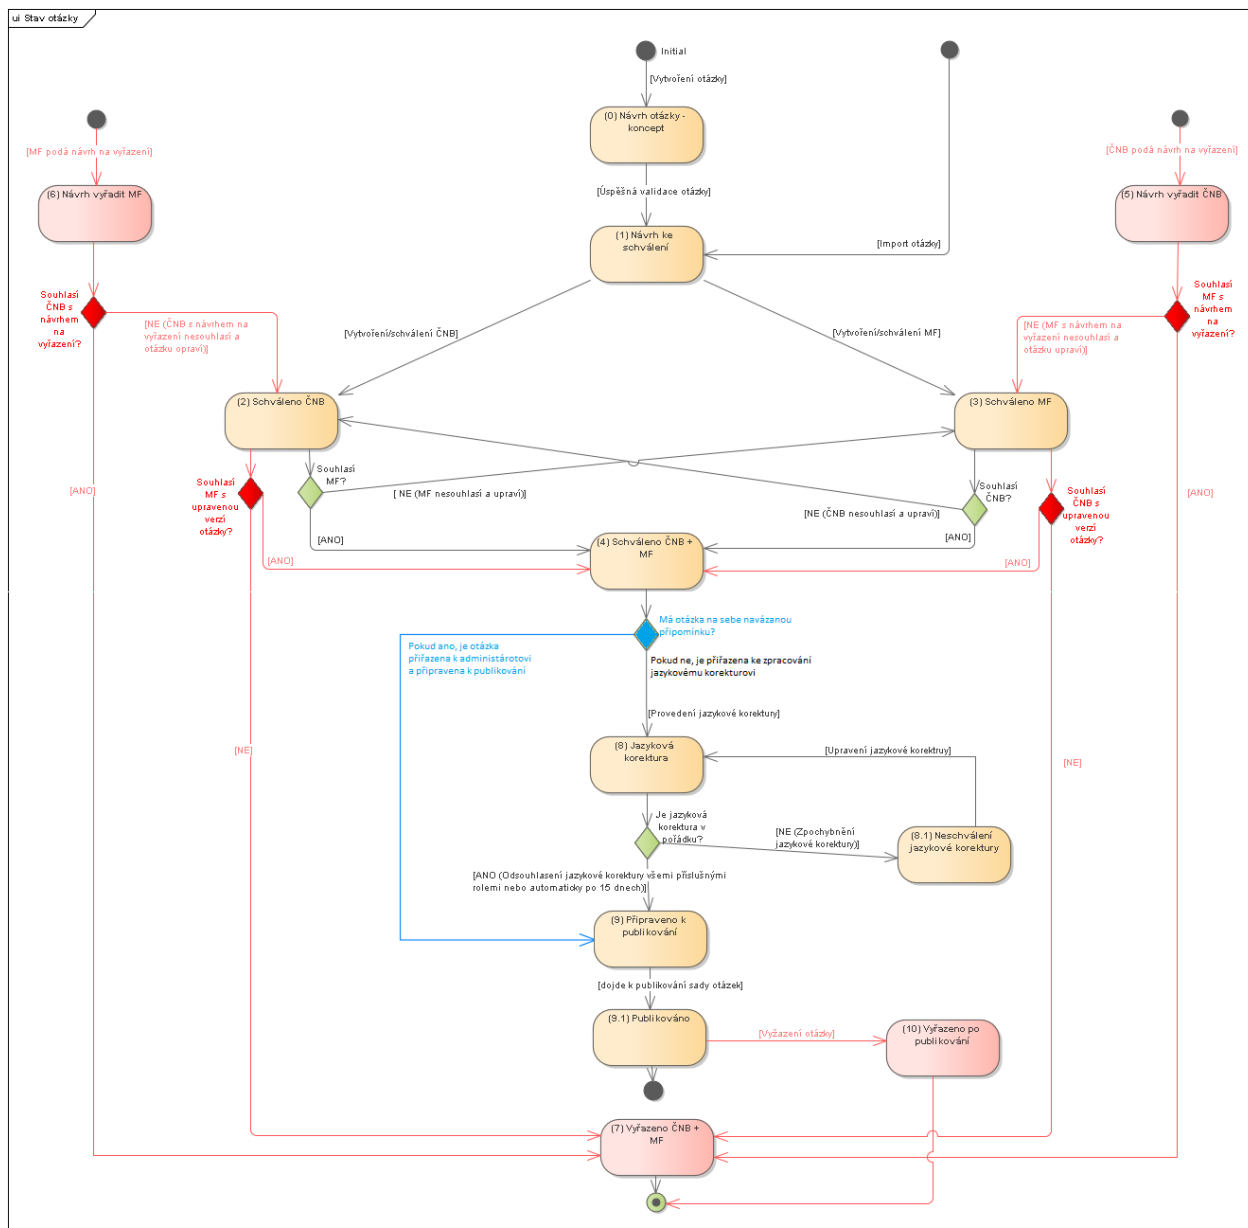 ui Stav otázky
Initial
[Vytvoření otázky]
(0) Návrh otázky -
koncept
[MF podá návrh na vyřazení]
[ČNB podá návrh na vyřazení]
(6) Návrh vyřadit MF
[Úspěšná validace otázky]
(5) Návrh vyřadit ČNB
(1) Návrh ke
schválení
[Import otázky]
Souhlasí
ČNB s
návrhem
na
vyřazení?
[NE (ČNB s návrhem na
vyřazení nesouhlasí a
otázku upraví)]
[Vytvoření/schválení ČNB]
[Vytvoření/schválení MF]
[NE (MF s návrhem na
vyřazení nesouhlasí a
otázku upraví)]
Souhlasí
MF s
návrhem
na
vyřazení?
(2) Schváleno ČNB
(3) Schváleno MF
Souhlasí
MF?
Souhlasí
MF s
upravenou
verzí
otázky?
[ NE (MF nesouhlasí a upraví)]
[NE (ČNB nesouhlasí a upraví)]
Souhlasí
ČNB?
Souhlasí
ČNB s
upravenou
verzí
otázky?
[ANO]
[ANO]
[ANO]
[ANO]
(4) Schváleno ČNB +
MF
[ANO]
[ANO]
Má otázka na sebe navázanou
připomínku?
Pokud ano, je otázka
přiřazena k administárotovi
a připravena k publikování
Pokud ne, je přiřazena ke zpracování
jazykovému korekturovi
[Provedení jazykové korektury]
[NE]
(8) Jazyková
korektura
[Upravení jazykové korektruy]
[NE]
Je jazyková
korektura v
pořádku?
[NE (Zpochybnění
jazykové korektury)]
(8.1) Neschválení
jazykové korektury
[ANO (Odsouhlasení jazykové korektury všemi příslušnými
rolemi nebo automaticky po 15 dnech)]
(9) Připraveno k
publikování
[dojde k publikování sady otázek]
(9.1) Publikováno
[Vyžazení otázky]
(10) Vyřazeno po
publikování
(7) Vyřazeno ČNB +
MF